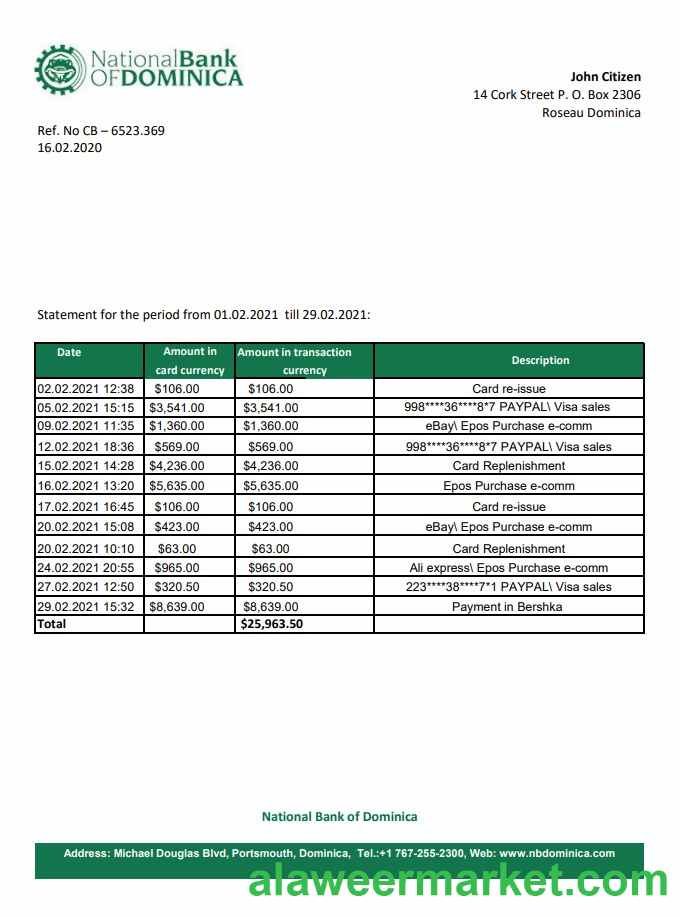 NationalBank
OFDOMINICA
John Citizen
14 Cork Street P. O. Box 2306
Roseau Dominica
Ref. No CB – 6523.369
16.02.2020
Statement for the period from 01.02.2021 till 29.02.2021:
Date Amount in card currency Amount in transaction currency Description
02.02.2021 12:38 $106.00 $106.00 Card re-issue
05.02.2021 15:15 $3,541.00 $3,541.00 998****36****8*7 PAYPAL\ Visa sales
09.02.2021 11:35 $1,360.00 $1,360.00 eBay\ Epos Purchase e-comm
12.02.2021 18:36 $569.00 $569.00 998****36****8*7 PAYPAL\ Visa sales
15.02.2021 14:28 $4,236.00 $4,236.00 Card Replenishment
16.02.2021 13:20 $5,635.00 $5,635.00 Epos Purchase e-comm
17.02.2021 16:45 $106.00 $106.00 Card re-issue
20.02.2021 15:08 $423.00 $423.00 eBay\ Epos Purchase e-comm
20.02.2021 10:10 $63.00 $63.00 Card Replenishment
24.02.2021 20:55 $965.00 $965.00 Ali express\ Epos Purchase e-comm
27.02.2021 12:50 $320.50 $320.50 223****38****7*1 PAYPAL\ Visa sales
29.02.2021 15:32 $8,639.00 $8,639.00 Payment in Bershka
Total $25,963.50
National Bank of Dominica
Address: Michael Douglas Blvd, Portsmouth, Dominica, Tel.:+1 767-255-2300, Web: www.nbdominica.com
alaweermarket.com